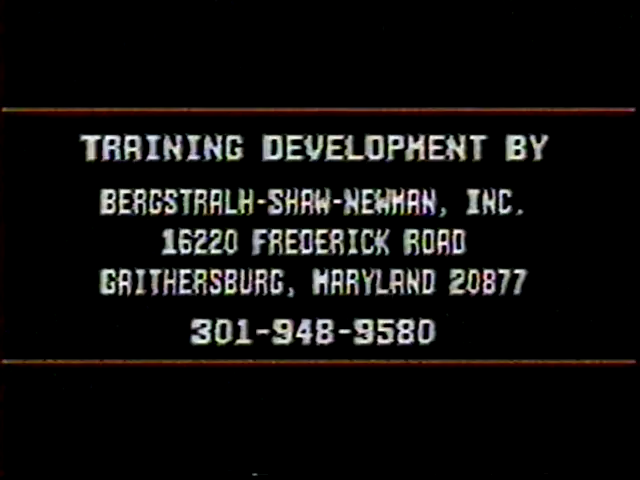 TRAINING DEVELOPMENT BY
BERGSTRALH-SHAW-NEWMAN, INC.
16220 FREDERICK ROAD
GAITHERSBURG, MARYLAND 20877
301-948-9580